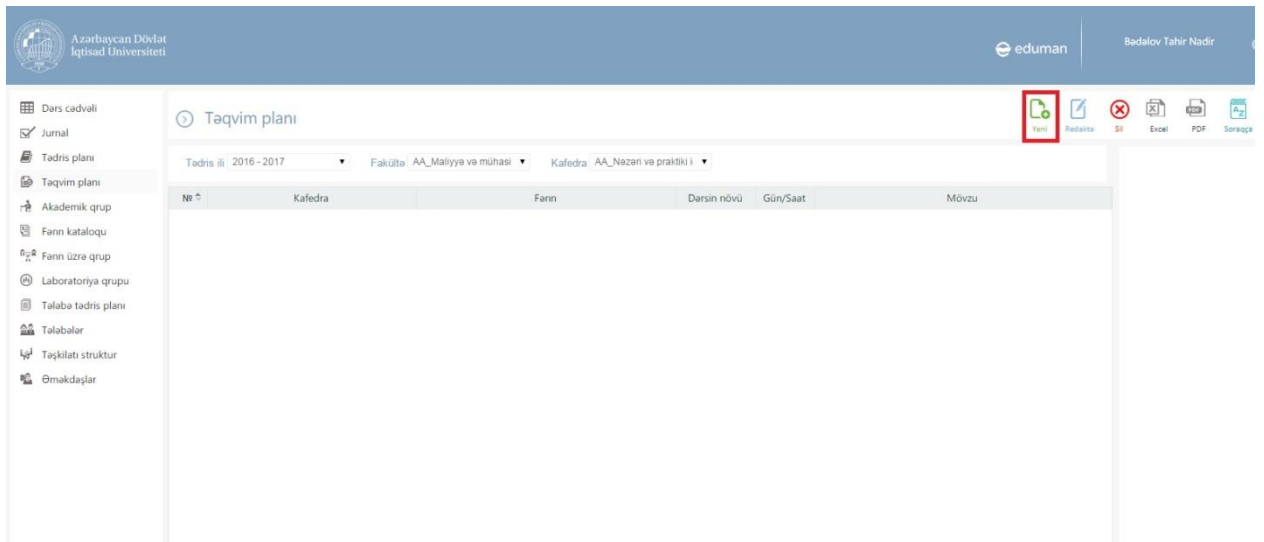 Azərbaycan Dövlət
İqtisad Universiteti
eduman
Bədəlov Tahir Nadir
Dərs cədvəli
Jurnal
Tədris planı
Təqvim planı
Akademik qrup
Fənn kataloqu
Fənn üzrə qrup
Laboratoriya qrupu
Tələbə tədris planı
Tələbələr
Təşkilatı struktur
Əməkdaşlar
Təqvim planı
Yeni Redaktə Sil Excel PDF Soraqça
Tədris ili 2016 - 2017 Fakültə AA_Maliyyə və mühasi Kafedra AA_Nəzəri və praktiki i
№ Kafedra Fənn Dərsin növü Gün/Saat Mövzu